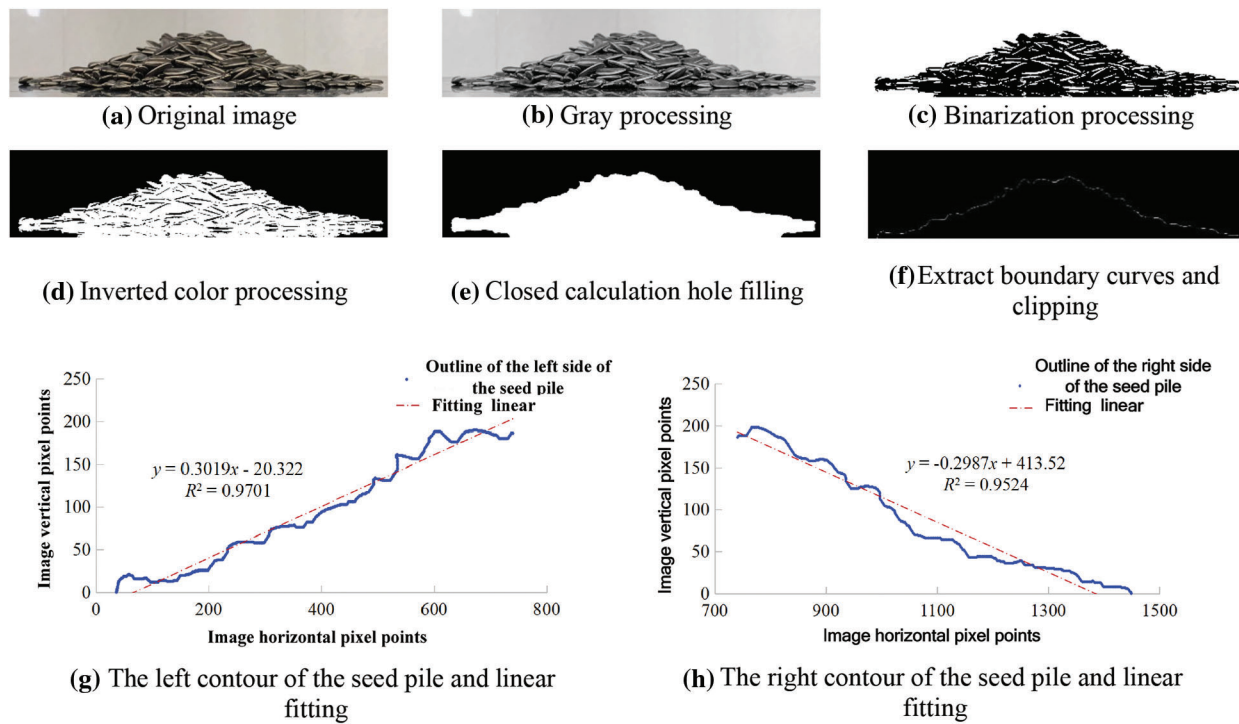 (a) Original image
(b) Gray processing
(c) Binarization processing
(d) Inverted color processing
(e) Closed calculation hole filling
(f) Extract boundary curves and
clipping
Outline of the left side of
the seed pile
Fitting linear
250
200
150
100
50
0
Image vertical pixel points
y = 0.3019x - 20.322
R² = 0.9701
0 200 400 600 800
Image horizontal pixel points
(g) The left contour of the seed pile and linear
fitting
Outline of the right side
of the seed pile
Fitting linear
250
200
150
100
50
0
Image vertical pixel points
y = -0.2987x + 413.52
R² = 0.9524
700 900 1100 1300 1500
Image horizontal pixel points
(h) The right contour of the seed pile and linear
fitting